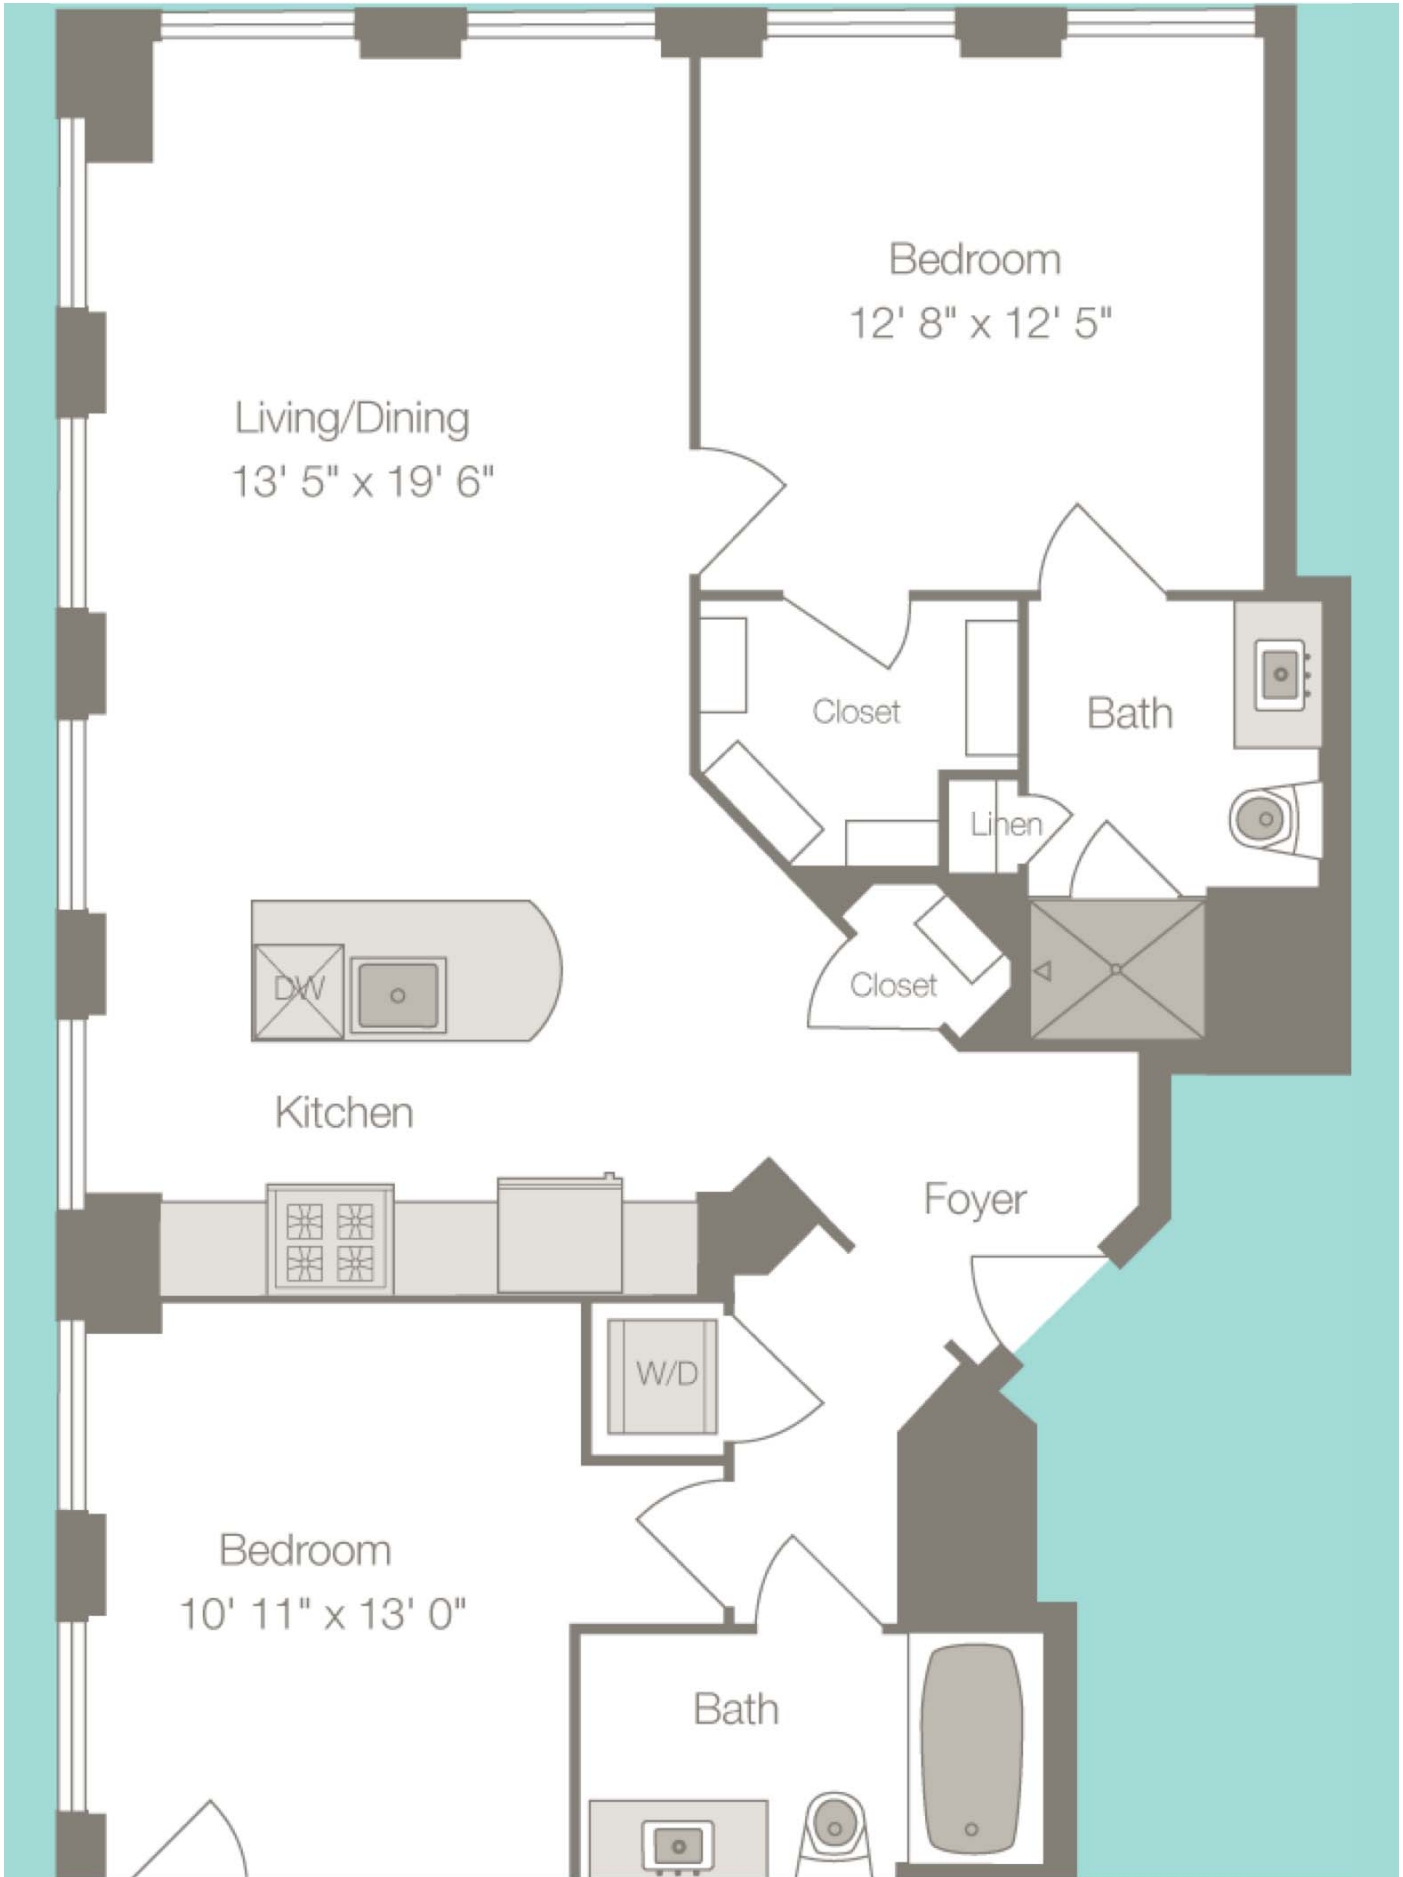 Bedroom
12' 8" x 12' 5"
Living/Dining
13' 5" x 19' 6"
Closet
Bath
Linen
DW
Closet
Kitchen
Foyer
W/D
Bedroom
10' 11" x 13' 0"
Bath